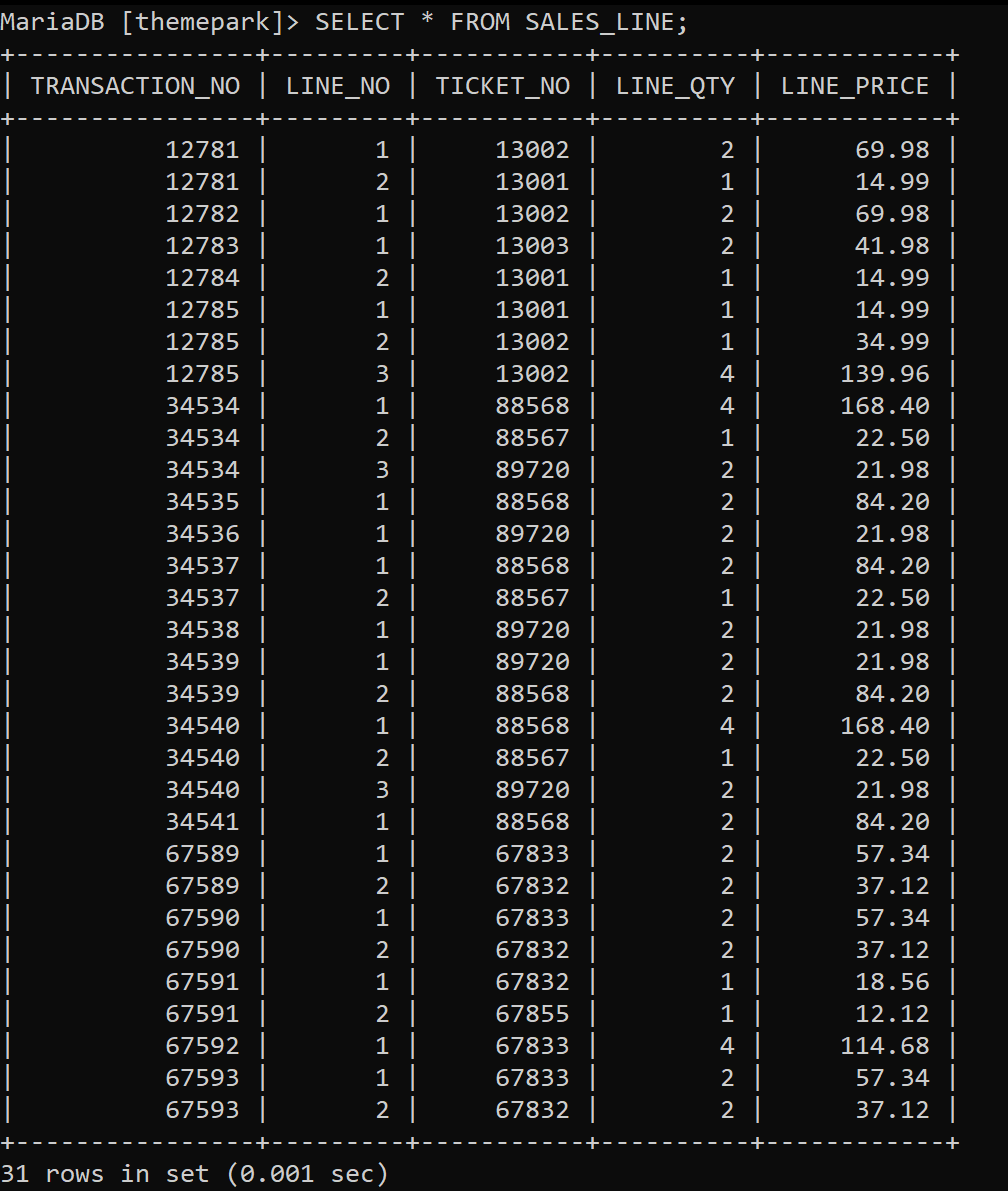 MariaDB [themepark]> SELECT * FROM SALES_LINE;
+----------------+---------+-----------+----------+------------+
| TRANSACTION_NO | LINE_NO | TICKET_NO | LINE_QTY | LINE_PRICE |
+----------------+---------+-----------+----------+------------+
|          12781 |       1 |     13002 |        2 |      69.98 |
|          12781 |       2 |     13001 |        1 |      14.99 |
|          12782 |       1 |     13002 |        2 |      69.98 |
|          12783 |       1 |     13003 |        2 |      41.98 |
|          12784 |       2 |     13001 |        1 |      14.99 |
|          12785 |       1 |     13001 |        1 |      14.99 |
|          12785 |       2 |     13002 |        1 |      34.99 |
|          12785 |       3 |     13002 |        4 |     139.96 |
|          34534 |       1 |     88568 |        4 |     168.40 |
|          34534 |       2 |     88567 |        1 |      22.50 |
|          34534 |       3 |     89720 |        2 |      21.98 |
|          34535 |       1 |     88568 |        2 |      84.20 |
|          34536 |       1 |     89720 |        2 |      21.98 |
|          34537 |       1 |     88568 |        2 |      84.20 |
|          34537 |       2 |     88567 |        1 |      22.50 |
|          34538 |       1 |     89720 |        2 |      21.98 |
|          34539 |       1 |     89720 |        2 |      21.98 |
|          34539 |       2 |     88568 |        2 |      84.20 |
|          34540 |       1 |     88568 |        4 |     168.40 |
|          34540 |       2 |     88567 |        1 |      22.50 |
|          34540 |       3 |     89720 |        2 |      21.98 |
|          34541 |       1 |     88568 |        2 |      84.20 |
|          67589 |       1 |     67833 |        2 |      57.34 |
|          67589 |       2 |     67832 |        2 |      37.12 |
|          67590 |       1 |     67833 |        2 |      57.34 |
|          67590 |       2 |     67832 |        2 |      37.12 |
|          67591 |       1 |     67832 |        1 |      18.56 |
|          67591 |       2 |     67855 |        1 |      12.12 |
|          67592 |       1 |     67833 |        4 |     114.68 |
|          67593 |       1 |     67833 |        2 |      57.34 |
|          67593 |       2 |     67832 |        2 |      37.12 |
+----------------+---------+-----------+----------+------------+
31 rows in set (0.001 sec)